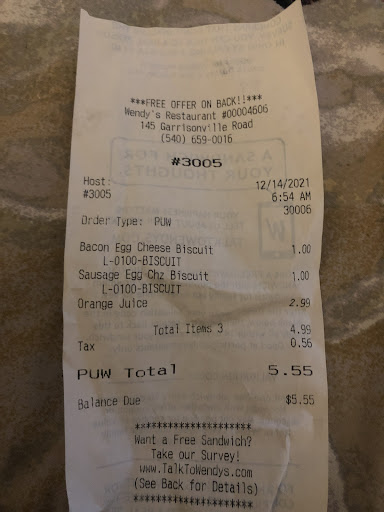 ***FREE OFFER ON BACK!!***
Wendy's Restaurant #00004606
145 Garrisonville Road
(540) 659-0016
#3005
Host: 12/14/2021
#3005 6:54 AM
30006
Order Type: PUW
Bacon Egg Cheese Biscuit 1.00
L-0100-BISCUIT
Sausage Egg Chz Biscuit 1.00
L-0100-BISCUIT
Orange Juice 2.99
Total Items 3 4.99
Tax 0.56
PUW Total 5.55
Balance Due $5.55
*********************
Want a Free Sandwich?
Take our Survey!
www.TalkToWendys.com
(See Back for Details)
*********************